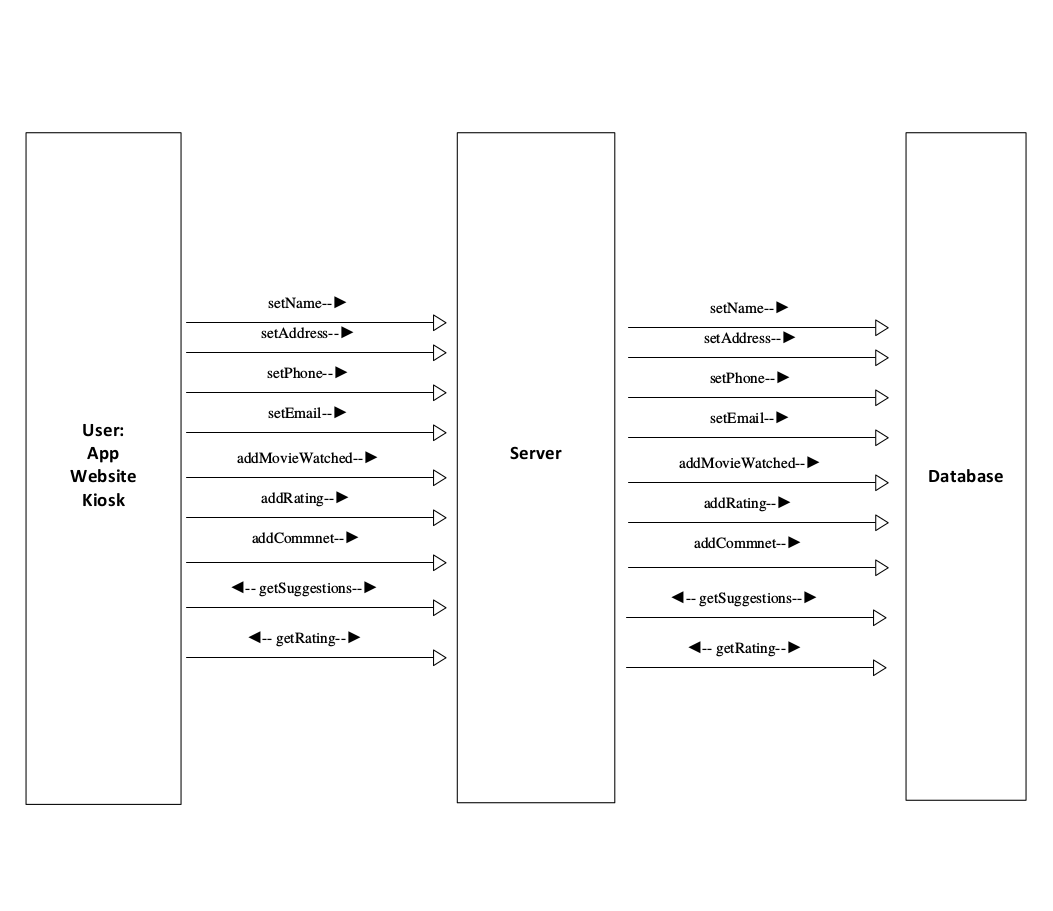 User:
App
Website
Kiosk
setName--►
setAddress--►
setPhone--►
setEmail--►
addMovieWatched--►
addRating--►
addCommnet--►
◄-- getSuggestions--►
◄-- getRating--►
Server
setName--►
setAddress--►
setPhone--►
setEmail--►
addMovieWatched--►
addRating--►
addCommnet--►
◄-- getSuggestions--►
◄-- getRating--►
Database